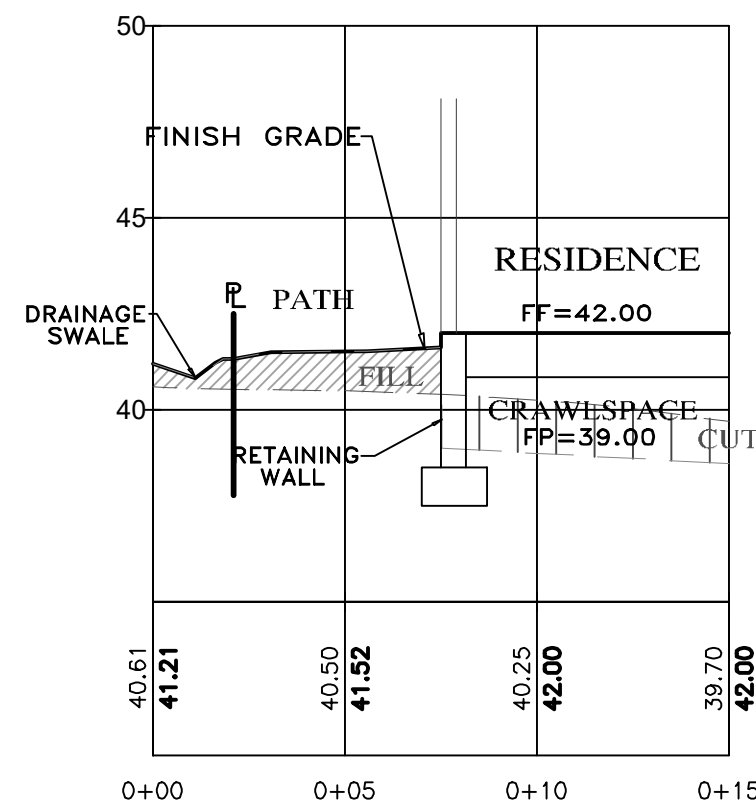 50
FINISH GRADE
45
RESIDENCE
PL
PATH
FF=42.00
DRAINAGE
SWALE
FILL
40
CRAWLSPACE
FP=39.00
CUT
RETAINING
WALL
40.61
41.21
40.50
41.52
40.25
42.00
39.70
42.00
0+00
0+05
0+10
0+15